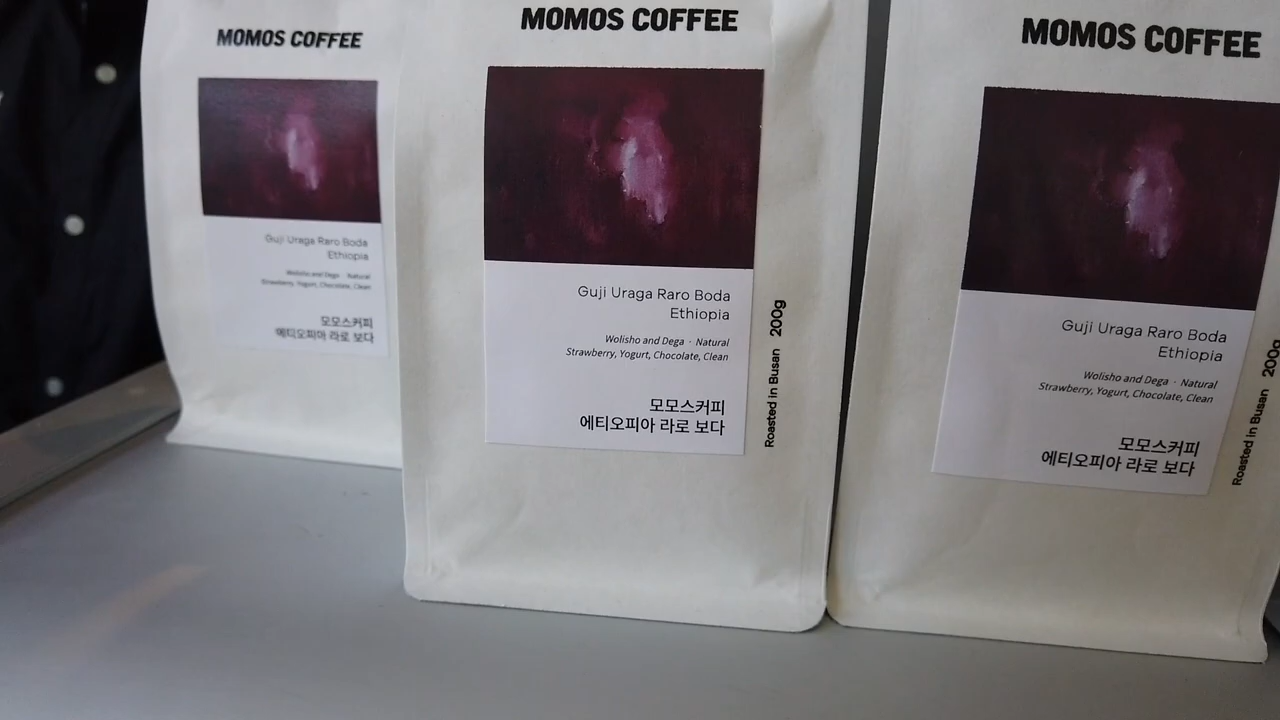 MOMOS COFFEE
Guji Uraga Raro Boda
Ethiopia
Wolisho and Dega · Natural
Strawberry, Yogurt, Chocolate, Clean
모모스커피
에티오피아 라로 보다
MOMOS COFFEE
Guji Uraga Raro Boda
Ethiopia
Wolisho and Dega · Natural
Strawberry, Yogurt, Chocolate, Clean
모모스커피
에티오피아 라로 보다
Roasted in Busan 200g
MOMOS COFFEE
Guji Uraga Raro Boda
Ethiopia
Wolisho and Dega · Natural
Strawberry, Yogurt, Chocolate, Clean
모모스커피
에티오피아 라로 보다
Roasted in Busan 200g